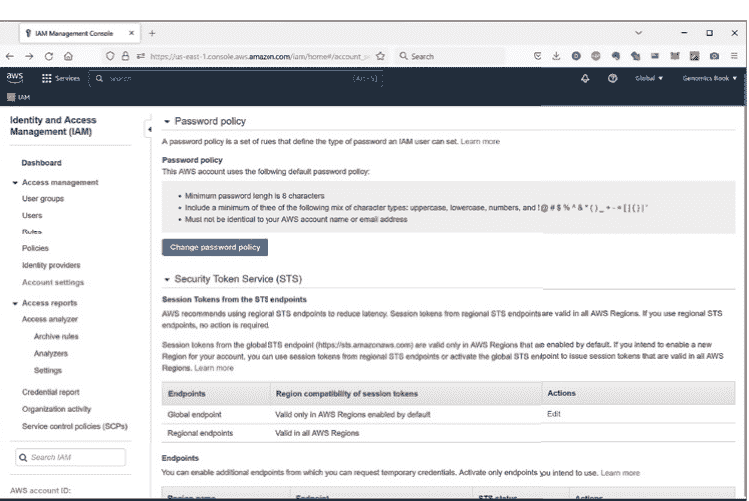 IAM Management Console
https://us-east-1.console.aws.amazon.com/iam/home#/account_
Search
aws
Services
Search
[Alt+S]
Global
Genomics Book
IAM
Identity and Access
Management (IAM)
Dashboard
Access management
User groups
Users
Roles
Policies
Identity providers
Account settings
Access reports
Access analyzer
Archive rules
Analyzers
Settings
Credential report
Organization activity
Service control policies (SCPs)
Search IAM
AWS account ID:
Password policy
A password policy is a set of rues that define the type of password an IAM user can set. Learn more
Password policy
This AWS account uses the following default password policy:
• Minimum password lengh is 8 characters
• Include a minimum of three of the following mix of character types: uppercase, lowercase, numbers, and ! @ # $ % ^ & * ( ) _ + - = [ ] { } | '
• Must not be identical to your AWS account name or email address
Change password policy
Security Token Service (STS)
Session Tokens from the STS endpoints
AWS recommends using regional STS endpoints to reduce latency. Session tokens from regional STS endpoints are valid in all AWS Regions. If you use regional STS
endpoints, no action is required
Session tokens from the global STS endpoint (https://sts.amazonaws.com) are valid only in AWS Regions that are enabled by default. If you intend to enable a new
Region for your account, you can use session tokens from regional STS endpoints or activate the global STS endpoint to issue session tokens that are valid in all AWS
Regions. Learn more
Endpoints Region compatibility of session tokens Actions
Global endpoint Valid only in AWS Regions enabled by default Edit
Regional endpoints Valid in all AWS Regions
Endpoints
You can enable additional endpoints from which you can request temporary credentials. Activate only endpoints you intend to use. Learn more
Region name Endpoint STS status Actions